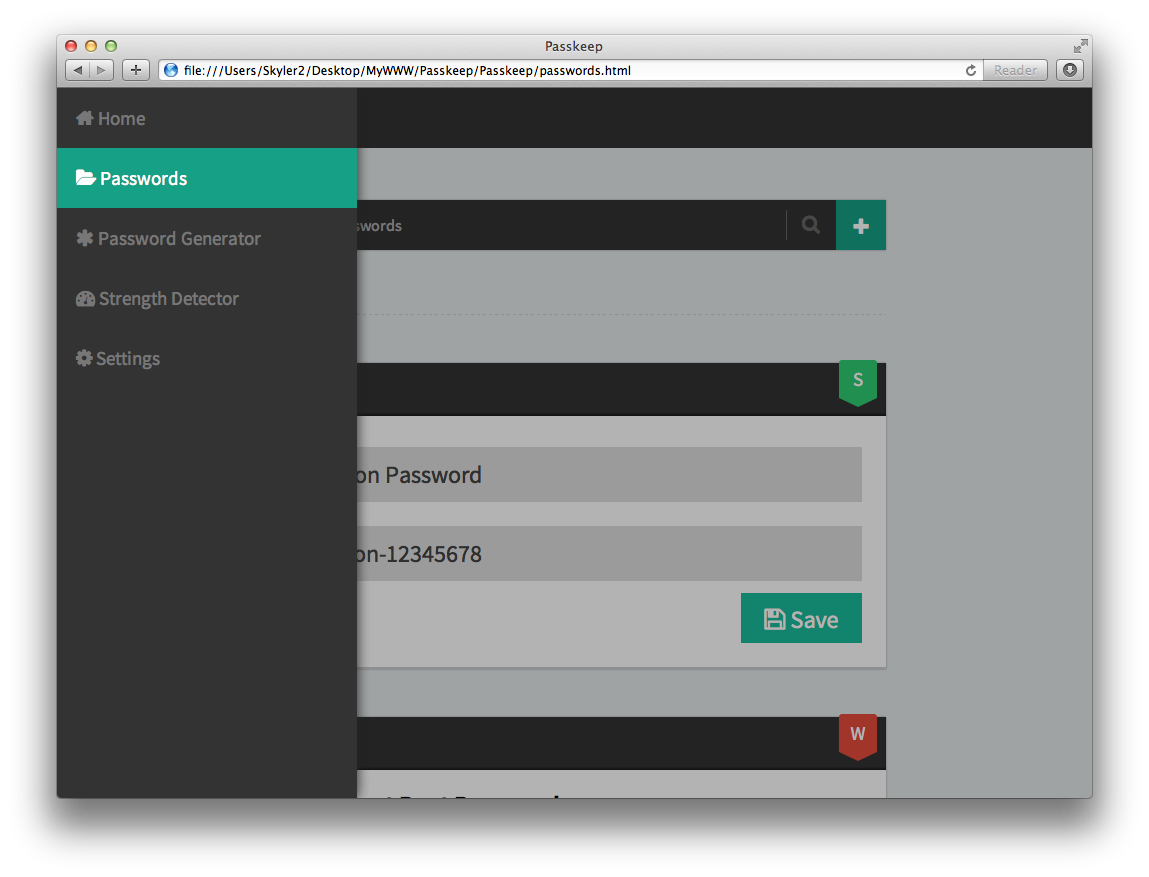 Passkeep
file:///Users/Skyler2/Desktop/MyWWW/Passkeep/Passkeep/passwords.html
Reader
Home
Passwords
Password Generator
Strength Detector
Settings
swords
S
on Password
on-12345678
Save
W